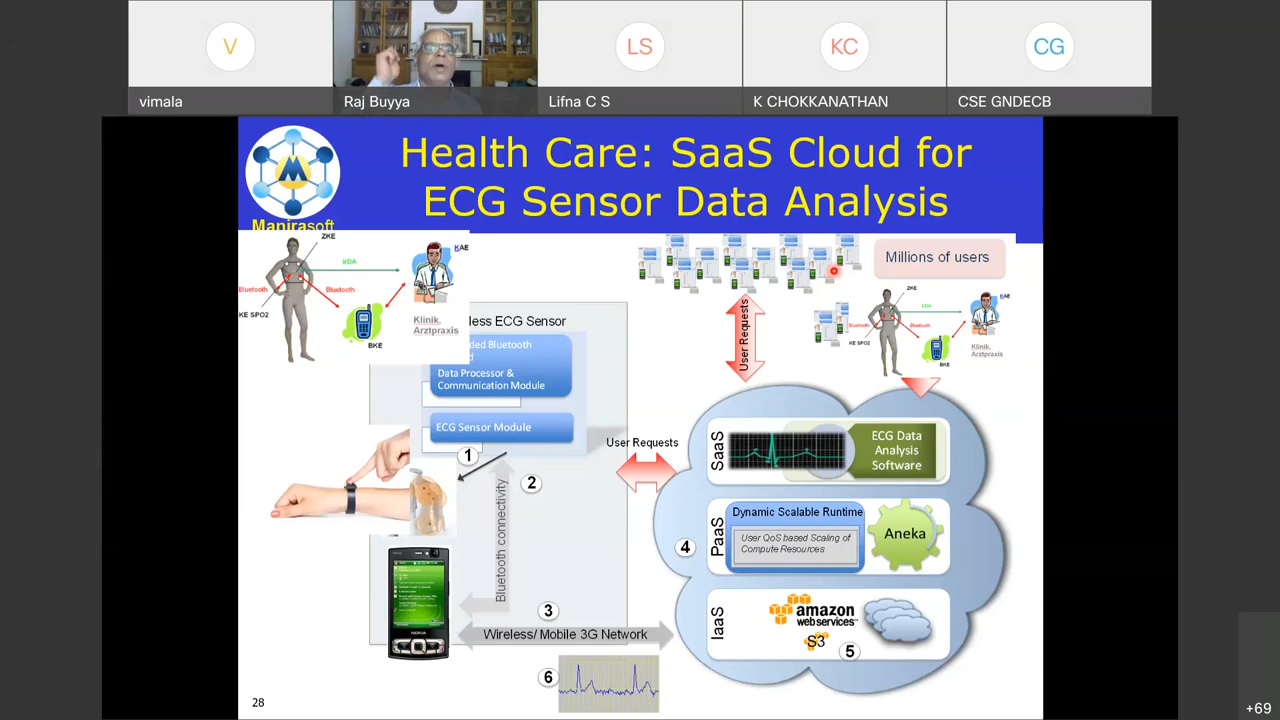 V
LS
KC
CG
vimala
Raj Buyya
Lifna C S
K CHOKKANATHAN
CSE GNDECB
Health Care: SaaS Cloud for
ECG Sensor Data Analysis
M
Manjrasoft
ZKE
KAE
IrDA
Bluetooth
Bluetooth
KE SPO2
BKE
Klinik,
Arztpraxis
Millions of users
ZKE
KAE
IrDA
Bluetooth
Bluetooth
KE SPO2
BKE
Klinik,
Arztpraxis
User Requests
less ECG Sensor
ded Bluetooth
Data Processor &
Communication Module
ECG Sensor Module
1
2
Bluetooth connectivity
User Requests
SaaS
ECG Data
Analysis
Software
4
PaaS
Dynamic Scalable Runtime
User QoS based Scaling of
Compute Resources
Aneka
NOKIA
3
Wireless/ Mobile 3G Network
IaaS
amazon
webservices™
S3
5
6
28
+69